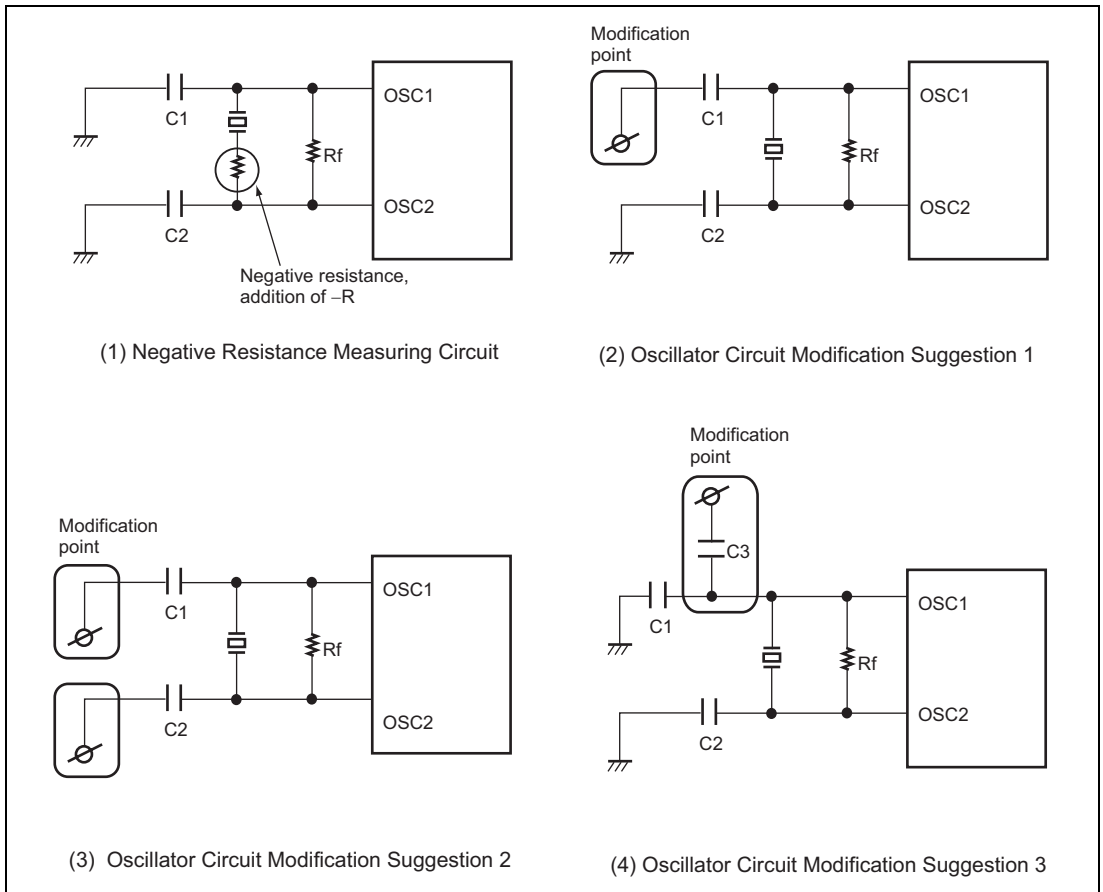 OSC1
C1
Rf
OSC2
C2
Negative resistance,
addition of –R
(1) Negative Resistance Measuring Circuit
Modification
point
OSC1
C1
Rf
OSC2
C2
(2) Oscillator Circuit Modification Suggestion 1
Modification
point
OSC1
C1
Rf
OSC2
C2
(3) Oscillator Circuit Modification Suggestion 2
Modification
point
C3
OSC1
C1
Rf
OSC2
C2
(4) Oscillator Circuit Modification Suggestion 3